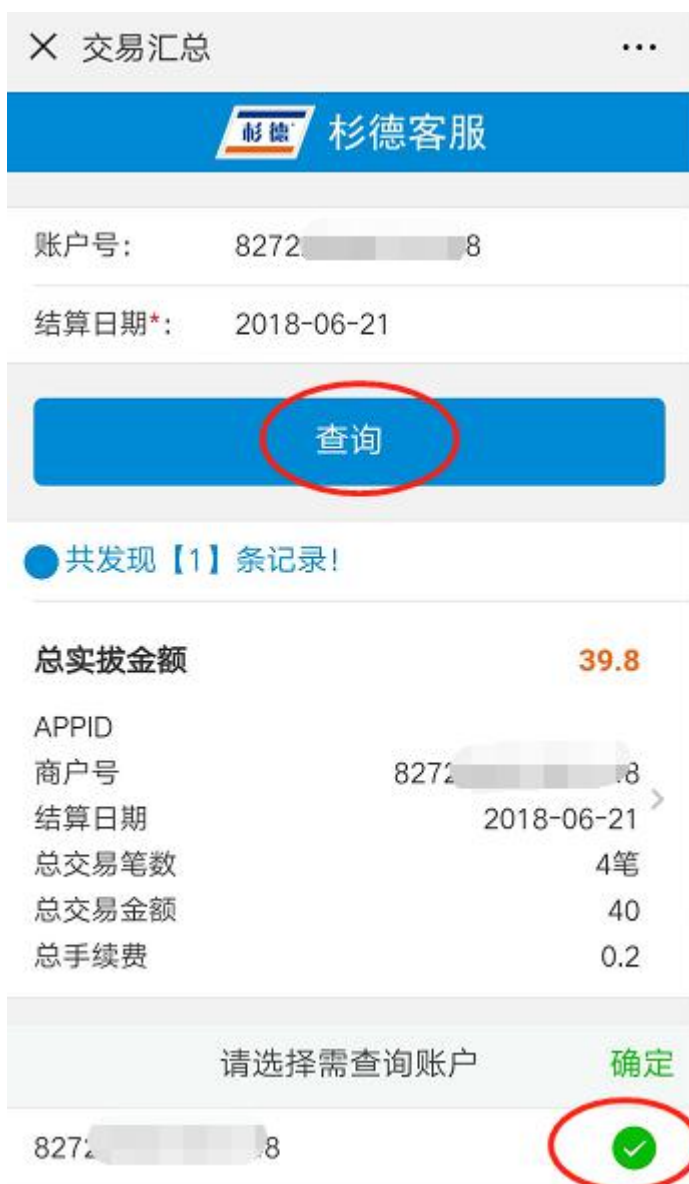 交易汇总
杉德 杉德客服
账户号: 8272 8
结算日期*: 2018-06-21
查询
共发现【1】条记录!
总实拨金额 39.8
APPID
商户号 8272 8
结算日期 2018-06-21
总交易笔数 4笔
总交易金额 40
总手续费 0.2
请选择需查询账户 确定
8272 8